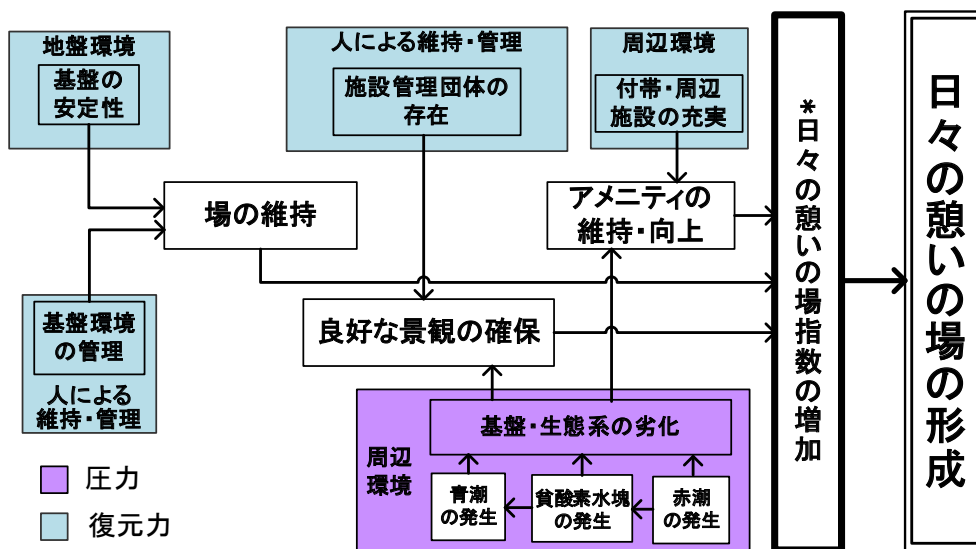 地盤環境
基盤の
安定性
人による維持・管理
施設管理団体の
存在
周辺環境
付帯・周辺
施設の充実
場の維持
アメニティの
維持・向上
基盤環境
の管理
人による
維持・管理
良好な景観の確保
周辺
環境
基盤・生態系の劣化
青潮
の発生
貧酸素水塊
の発生
赤潮
の発生
圧力
復元力
*日々の憩いの場指数の増加
日々の憩いの場の形成